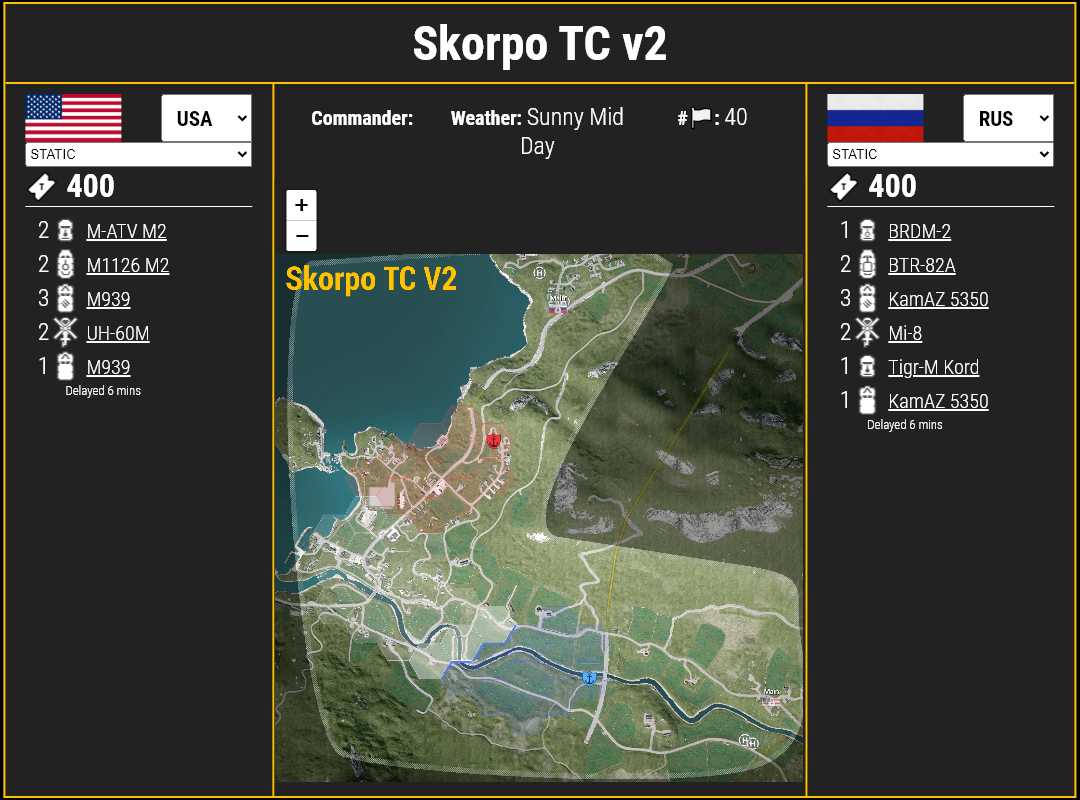 Skorpo TC v2
USA
STATIC
T 400
2 M-ATV M2
2 M1126 M2
3 M939
2 UH-60M
1 M939
Delayed 6 mins
Commander:
Weather: Sunny Mid
Day
# : 40
+
−
Skorpo TC V2
H
Main
Main
H H
RUS
STATIC
T 400
1 BRDM-2
2 BTR-82A
3 KamAZ 5350
2 Mi-8
1 Tigr-M Kord
1 KamAZ 5350
Delayed 6 mins